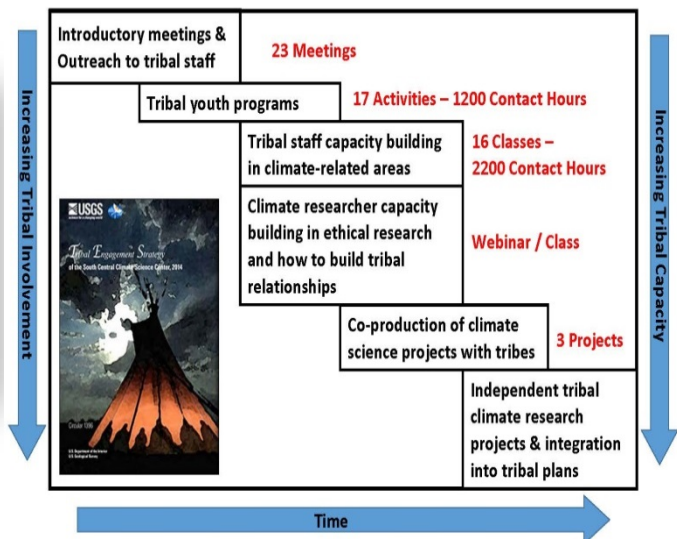 Introductory meetings &
Outreach to tribal staff
23 Meetings
Tribal youth programs
17 Activities – 1200 Contact Hours
Tribal staff capacity building
in climate-related areas
16 Classes –
2200 Contact Hours
Climate researcher capacity
building in ethical research
and how to build tribal
relationships
Webinar / Class
Co-production of climate
science projects with tribes
3 Projects
Independent tribal
climate research
projects & integration
into tribal plans
Increasing Tribal Involvement
Increasing Tribal Capacity
Time
USGS
Tribal Engagement Strategy
of the South Central Climate Science Center, 2014
Circular 1396
U.S. Department of the Interior
U.S. Geological Survey